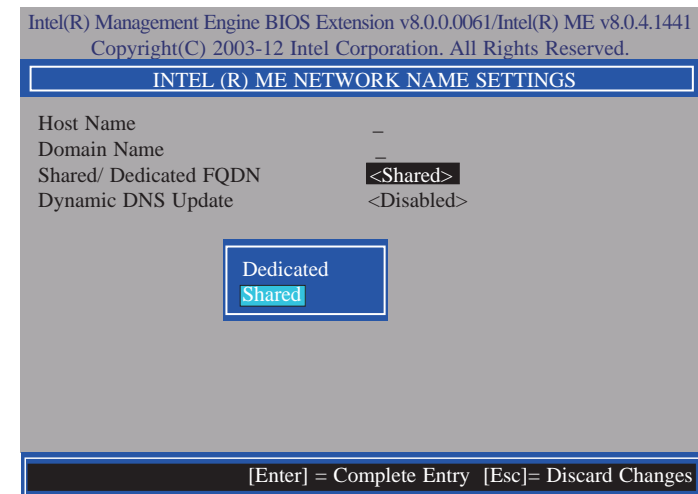 Intel(R) Management Engine BIOS Extension v8.0.0.0061/Intel(R) ME v8.0.4.1441
Copyright(C) 2003-12 Intel Corporation. All Rights Reserved.
INTEL (R) ME NETWORK NAME SETTINGS
Host Name _
Domain Name _
Shared/ Dedicated FQDN <Shared>
Dynamic DNS Update <Disabled>
Dedicated
Shared
[Enter] = Complete Entry [Esc]= Discard Changes